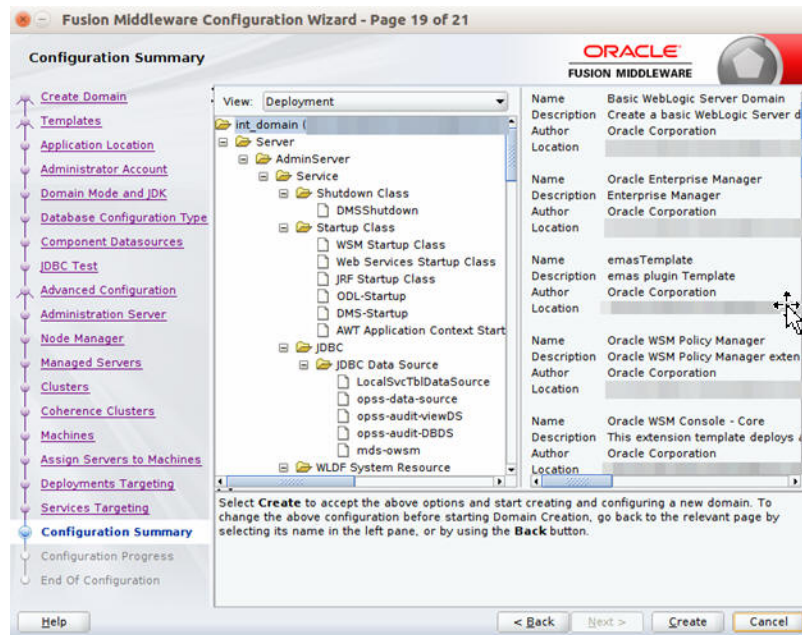 Fusion Middleware Configuration Wizard - Page 19 of 21
Configuration Summary
ORACLE
FUSION MIDDLEWARE
Create Domain
Templates
Application Location
Administrator Account
Domain Mode and JDK
Database Configuration Type
Component Datasources
JDBC Test
Advanced Configuration
Administration Server
Node Manager
Managed Servers
Clusters
Coherence Clusters
Machines
Assign Servers to Machines
Deployments Targeting
Services Targeting
Configuration Summary
Configuration Progress
End Of Configuration
View: Deployment
int_domain (
Server
AdminServer
Service
Shutdown Class
DMSShutdown
Startup Class
WSM Startup Class
Web Services Startup Class
JRF Startup Class
ODL-Startup
DMS-Startup
AWT Application Context Start
JDBC
JDBC Data Source
LocalSvcTblDataSource
opss-data-source
opss-audit-viewDS
opss-audit-DBDS
mds-owsm
WLDF System Resource
Name Basic WebLogic Server Domain
Description Create a basic WebLogic Server d
Author Oracle Corporation
Location
Name Oracle Enterprise Manager
Description Enterprise Manager
Author Oracle Corporation
Location
Name emasTemplate
Description emas plugin Template
Author Oracle Corporation
Location
Name Oracle WSM Policy Manager
Description Oracle WSM Policy Manager exten
Author Oracle Corporation
Location
Name Oracle WSM Console - Core
Description This extension template deploys a
Author Oracle Corporation
Location
Select Create to accept the above options and start creating and configuring a new domain. To
change the above configuration before starting Domain Creation, go back to the relevant page by
selecting its name in the left pane, or by using the Back button.
Help
< Back
Next >
Create
Cancel